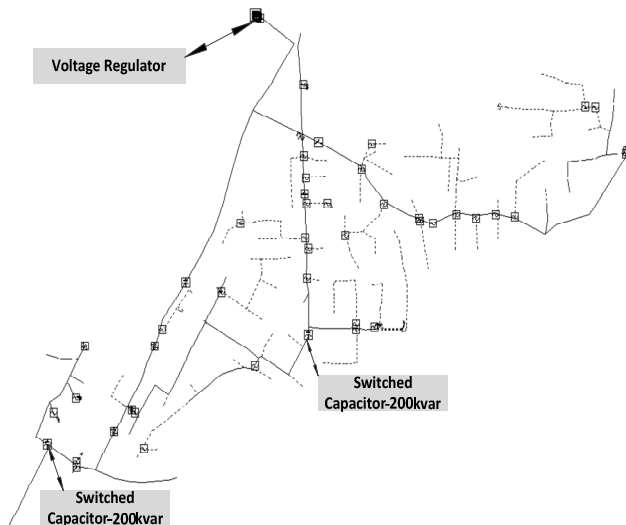 Voltage Regulator
Switched
Capacitor-200kvar
Switched
Capacitor-200kvar